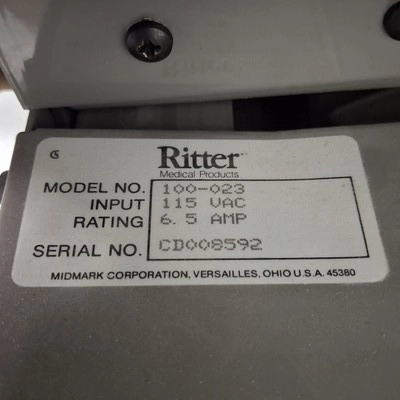 Ritter
Medical Products
MODEL NO. 100-023
INPUT 115 VAC
RATING 6.5 AMP
SERIAL NO. CD008592
MIDMARK CORPORATION, VERSAILLES, OHIO U.S.A. 45380